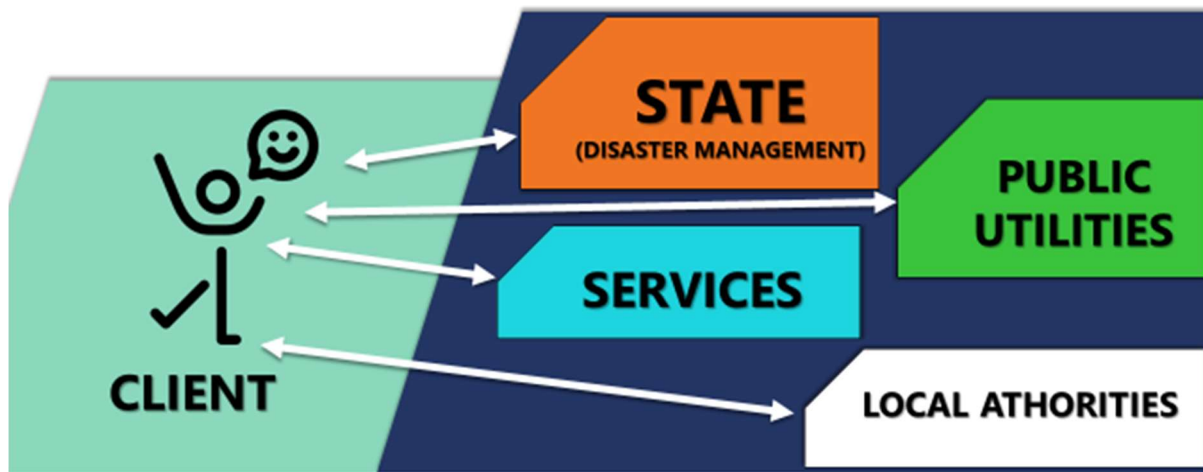 STATE
(DISASTER MANAGEMENT)
PUBLIC
UTILITIES
SERVICES
CLIENT
LOCAL ATHORITIES